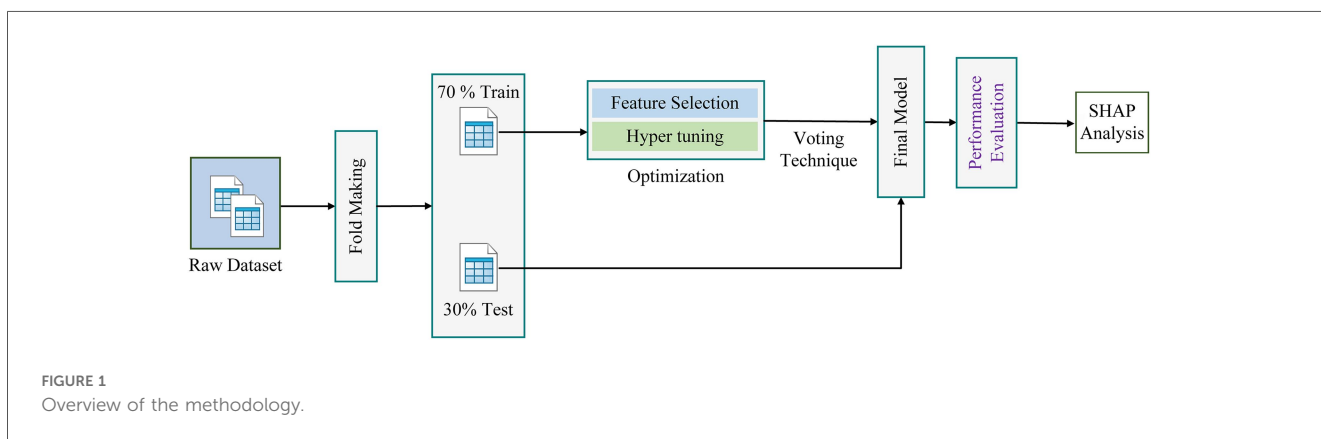 Raw Dataset
Fold Making
70 % Train
30% Test
Feature Selection
Hyper tuning
Optimization
Voting
Technique
Final Model
Performance
Evaluation
SHAP
Analysis
FIGURE 1
Overview of the methodology.